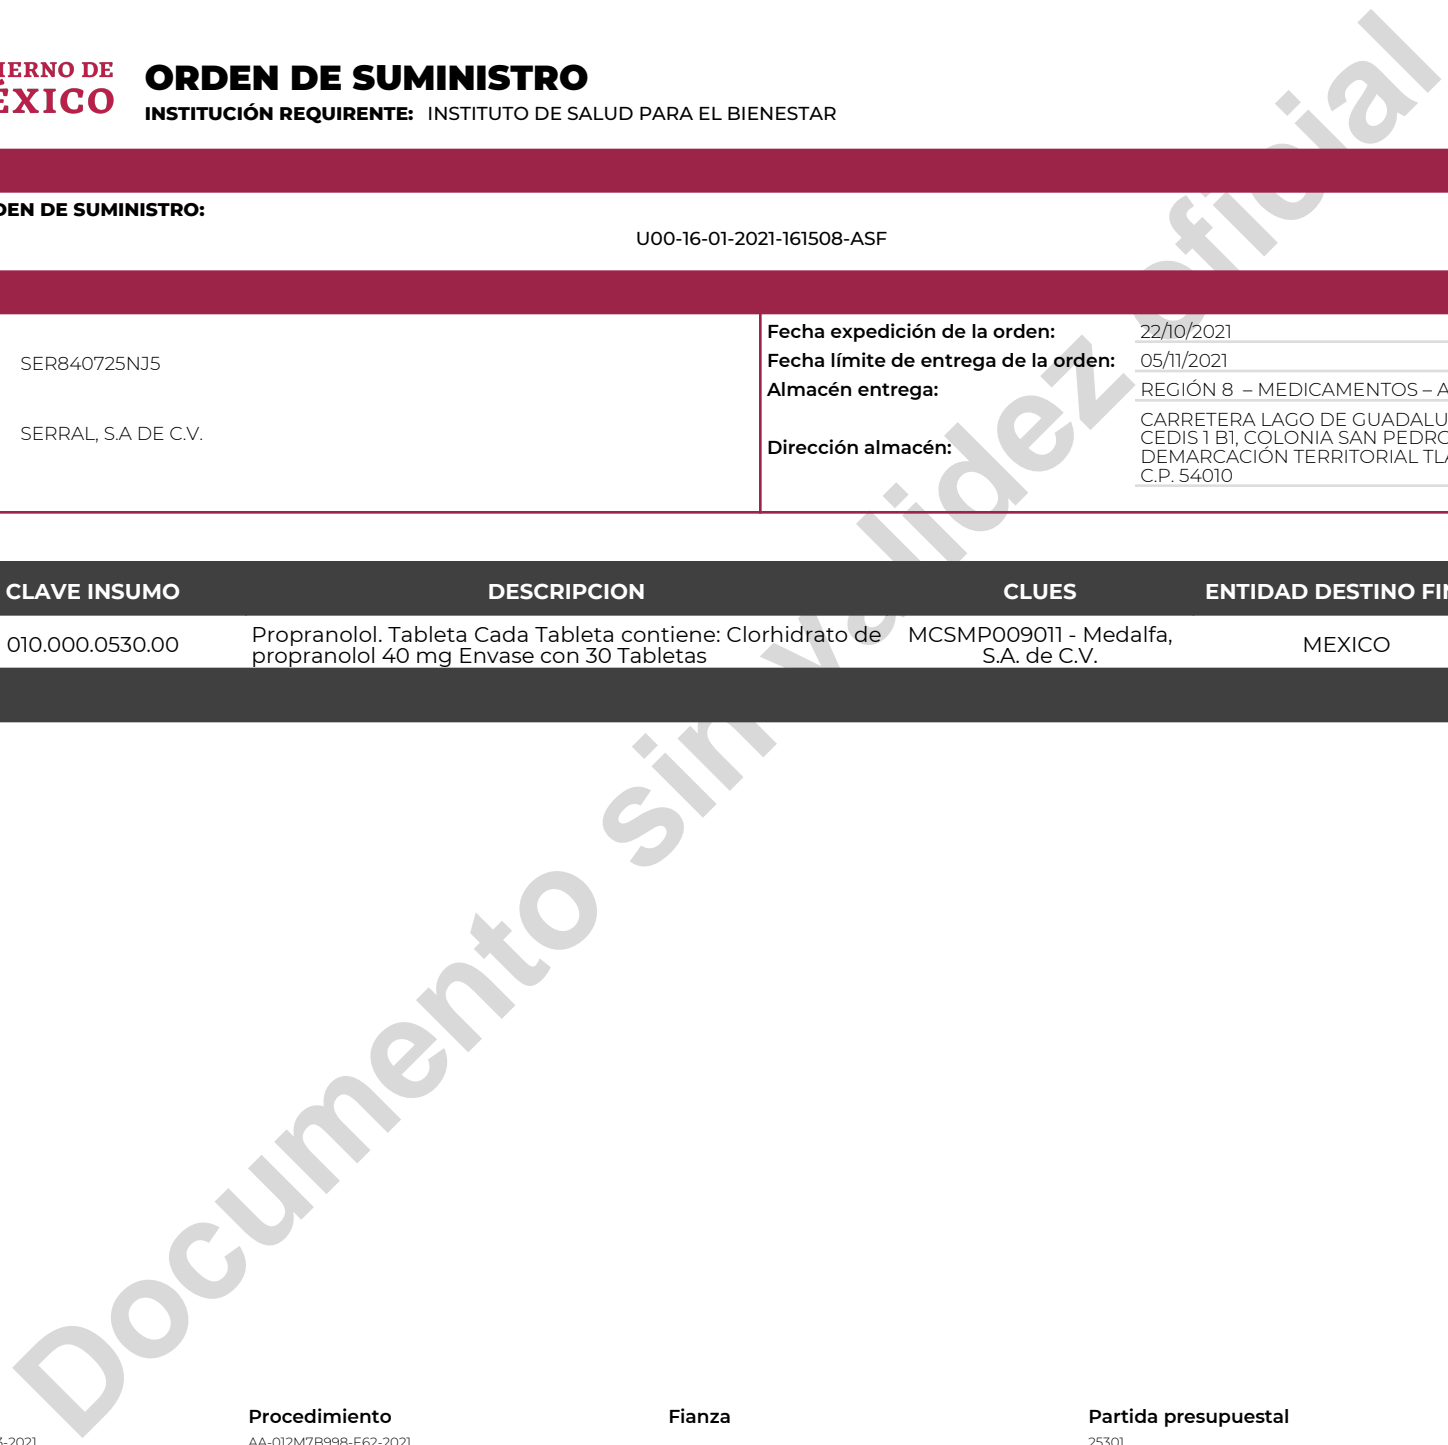 IERNO DE
ÉXICO
ORDEN DE SUMINISTRO
INSTITUCIÓN REQUIRENTE: INSTITUTO DE SALUD PARA EL BIENESTAR
DEN DE SUMINISTRO:
U00-16-01-2021-161508-ASF
SER840725NJ5
SERRAL, S.A DE C.V.
Fecha expedición de la orden: 22/10/2021
Fecha límite de entrega de la orden: 05/11/2021
Almacén entrega: REGIÓN 8 – MEDICAMENTOS – A
Dirección almacén:
CARRETERA LAGO DE GUADALU
CEDIS 1 B1, COLONIA SAN PEDRO
DEMARCACIÓN TERRITORIAL TLA
C.P. 54010
CLAVE INSUMO DESCRIPCION CLUES ENTIDAD DESTINO FIN
010.000.0530.00
Propranolol. Tableta Cada Tableta contiene: Clorhidrato de
propranolol 40 mg Envase con 30 Tabletas
MCSMP009011 - Medalfa,
S.A. de C.V.
MEXICO
Documento sin validez oficial
Procedimiento Fianza Partida presupuestal
-2021 AA-012M7B998-E62-2021 25301